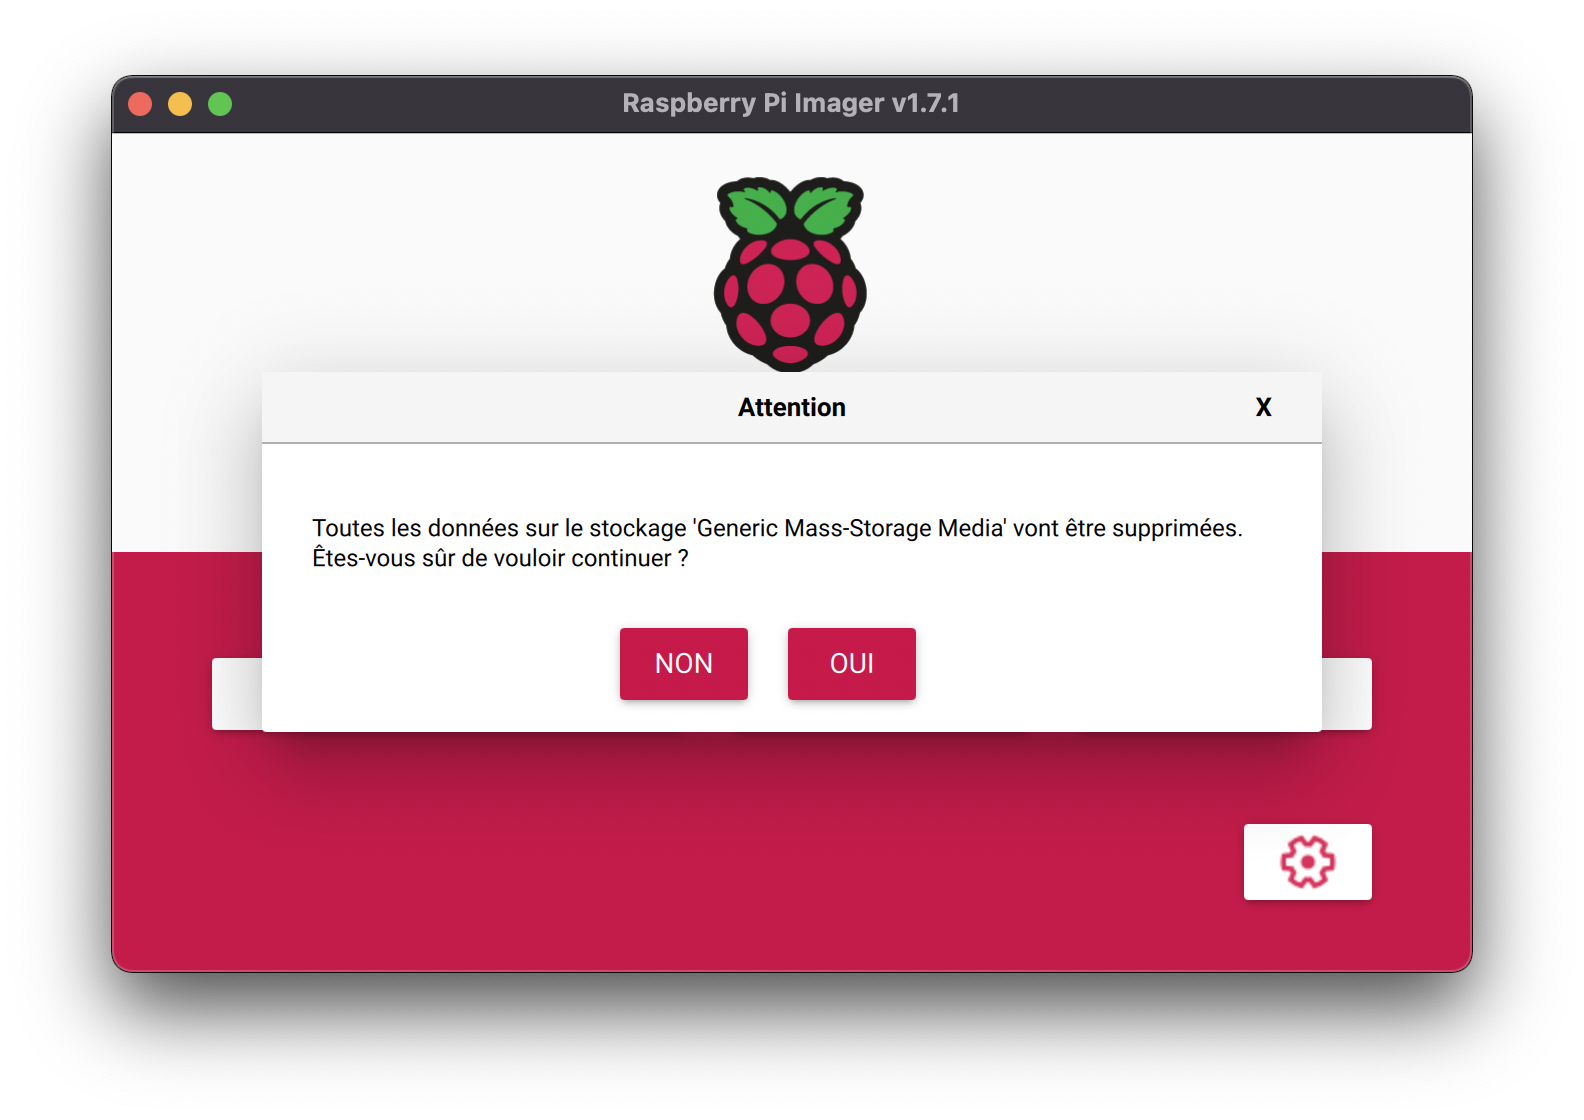 Raspberry Pi Imager v1.7.1
Attention
X
Toutes les données sur le stockage 'Generic Mass-Storage Media' vont être supprimées.
Êtes-vous sûr de vouloir continuer ?
NON
OUI